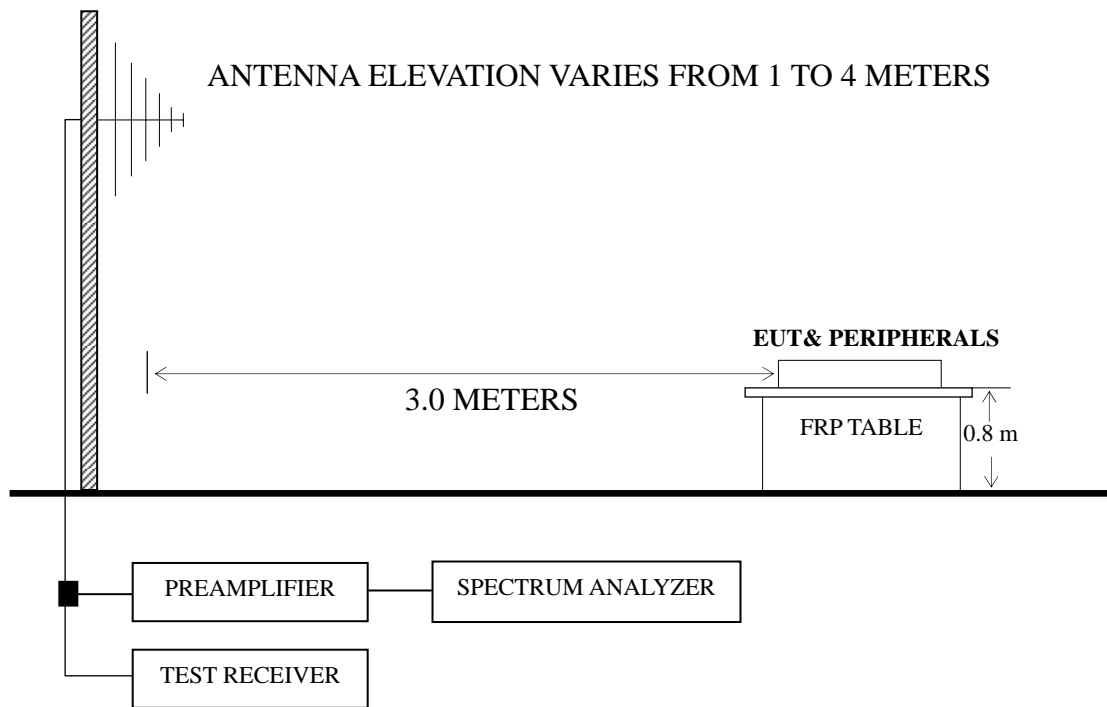 ANTENNA ELEVATION VARIES FROM 1 TO 4 METERS
EUT& PERIPHERALS
3.0 METERS
FRP TABLE
0.8 m
PREAMPLIFIER
SPECTRUM ANALYZER
TEST RECEIVER